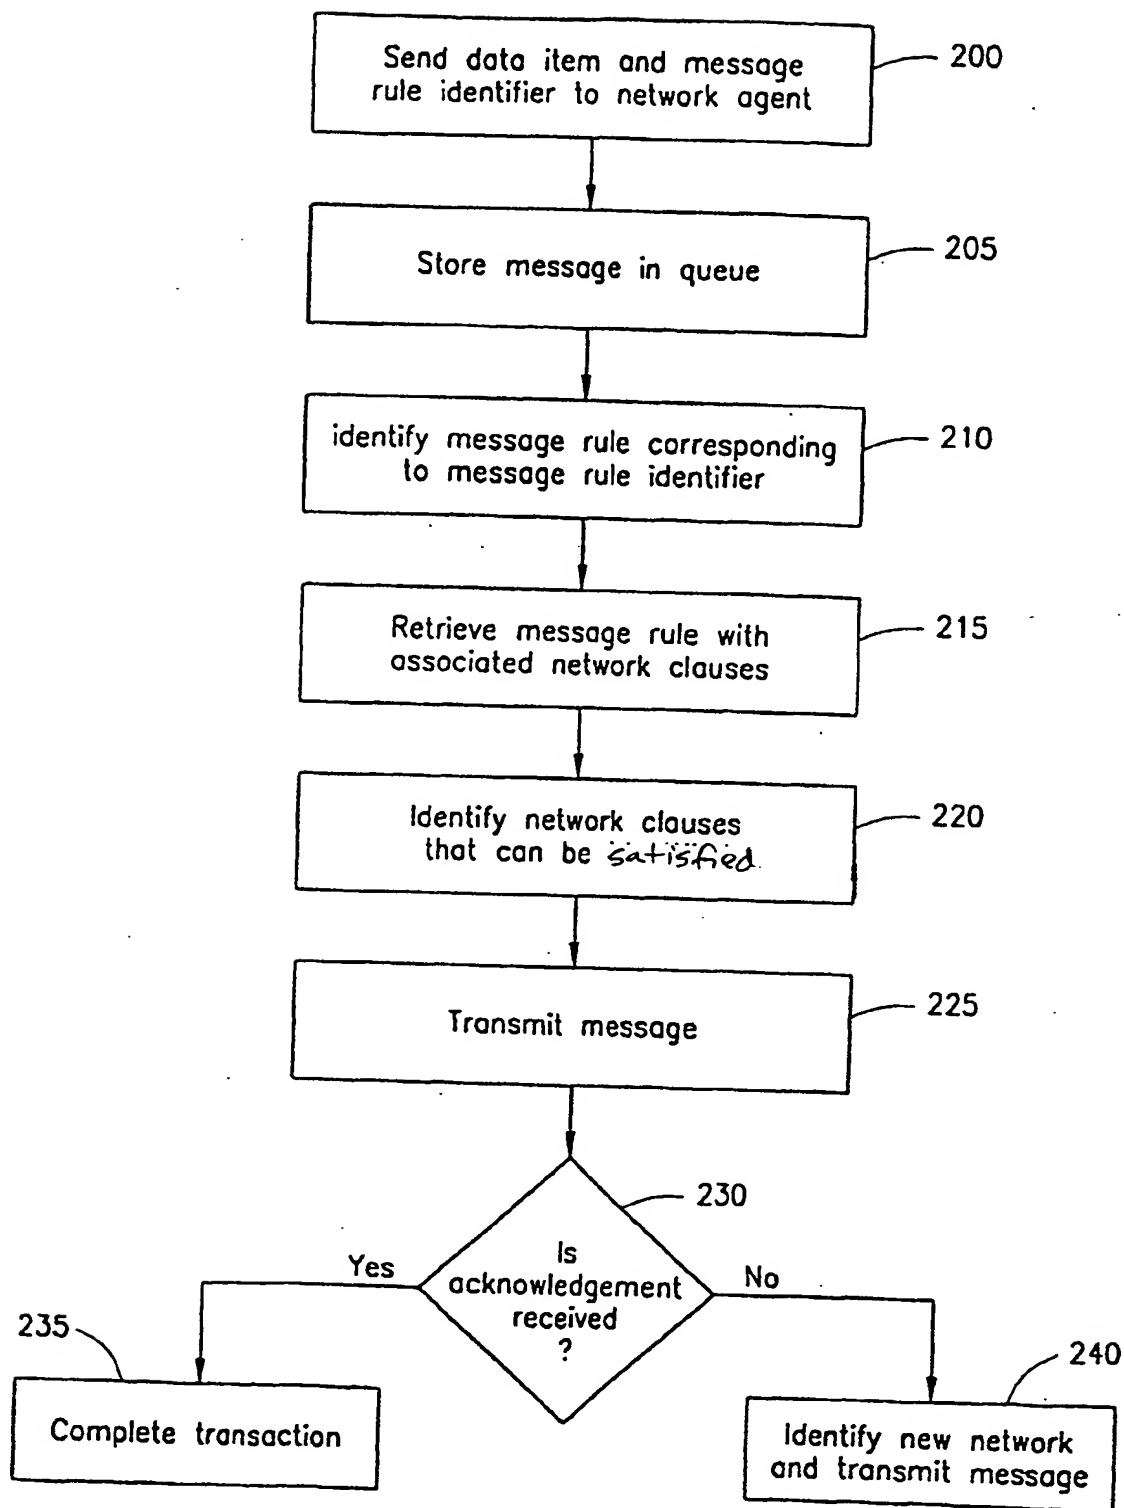 Send data item and message
rule identifier to network agent
200
Store message in queue
205
identify message rule corresponding
to message rule identifier
210
Retrieve message rule with
associated network clauses
215
Identify network clauses
that can be satisfied
220
Transmit message
225
230
Is
acknowledgement
received
?
Yes
No
235
Complete transaction
240
Identify new network
and transmit message